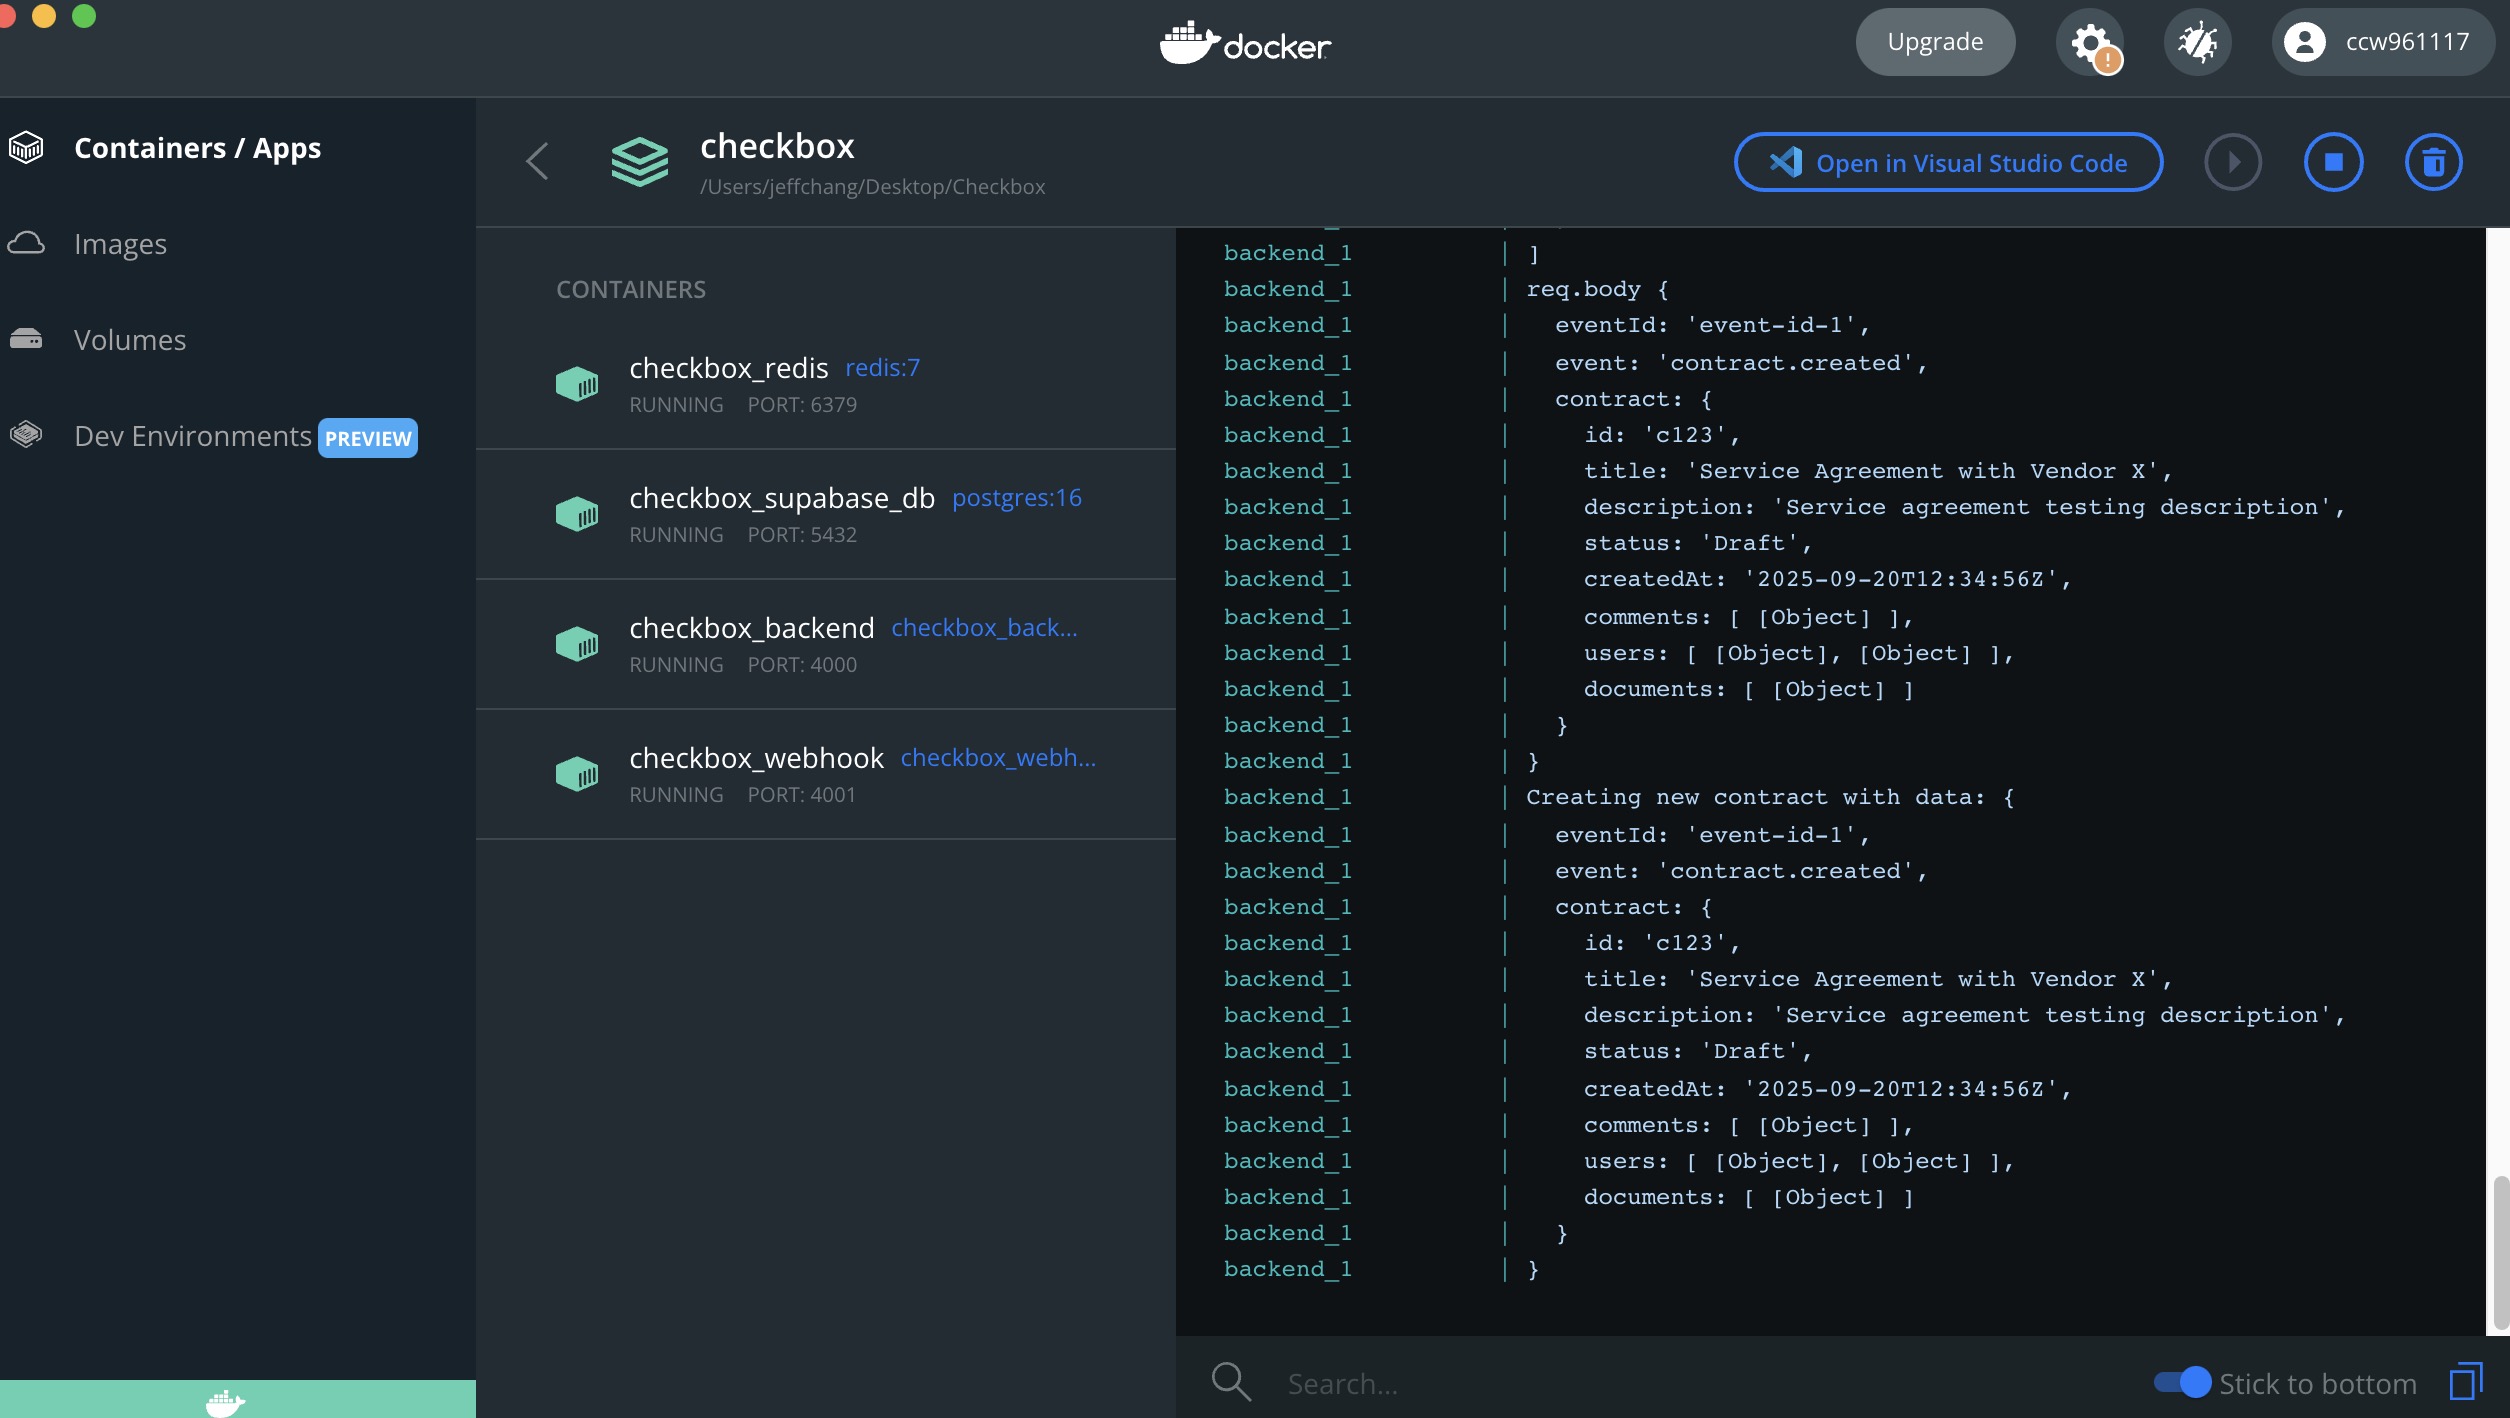 docker
Upgrade
ccw961117
Containers / Apps
Images
Volumes
Dev Environments PREVIEW
checkbox
/Users/jeffchang/Desktop/Checkbox
Open in Visual Studio Code
CONTAINERS
checkbox_redis redis:7
RUNNING PORT: 6379
checkbox_supabase_db postgres:16
RUNNING PORT: 5432
checkbox_backend checkbox_back...
RUNNING PORT: 4000
checkbox_webhook checkbox_webh...
RUNNING PORT: 4001
backend_1 | ]
backend_1 | req.body {
backend_1 | eventId: 'event-id-1',
backend_1 | event: 'contract.created',
backend_1 | contract: {
backend_1 | id: 'c123',
backend_1 | title: 'Service Agreement with Vendor X',
backend_1 | description: 'Service agreement testing description',
backend_1 | status: 'Draft',
backend_1 | createdAt: '2025-09-20T12:34:56Z',
backend_1 | comments: [ [Object] ],
backend_1 | users: [ [Object], [Object] ],
backend_1 | documents: [ [Object] ]
backend_1 | }
backend_1 | }
backend_1 | Creating new contract with data: {
backend_1 | eventId: 'event-id-1',
backend_1 | event: 'contract.created',
backend_1 | contract: {
backend_1 | id: 'c123',
backend_1 | title: 'Service Agreement with Vendor X',
backend_1 | description: 'Service agreement testing description',
backend_1 | status: 'Draft',
backend_1 | createdAt: '2025-09-20T12:34:56Z',
backend_1 | comments: [ [Object] ],
backend_1 | users: [ [Object], [Object] ],
backend_1 | documents: [ [Object] ]
backend_1 | }
backend_1 | }
Search...
Stick to bottom